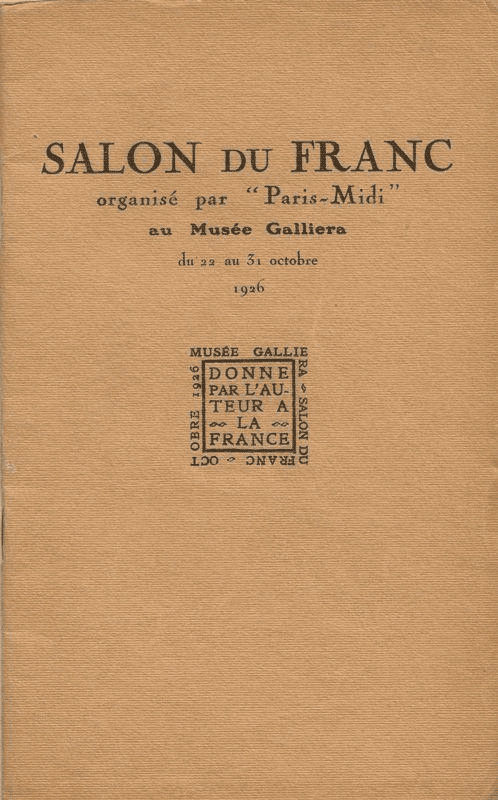 SALON DU FRANC
organisé par "Paris-Midi"
au Musée Galliera
du 22 au 31 octobre
1926
MUSÉE GALLIERA ~ SALON DU FRANC ~ OCTOBRE 1926
DONNE
PAR L'AU-
TEUR A
~ LA ~
FRANCE